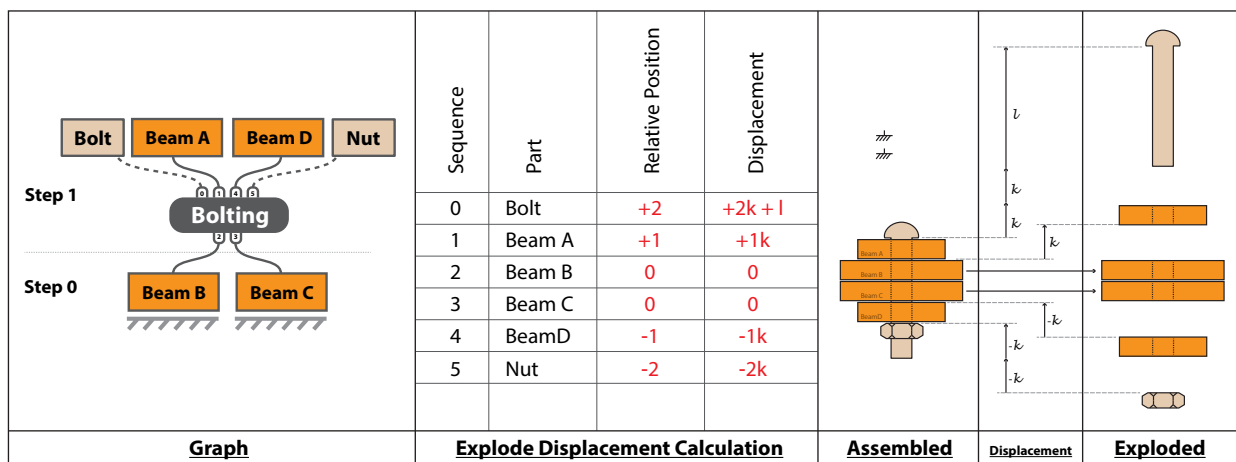 Bolt
Beam A
Beam D
Nut
Step 1
0
1
4
5
Bolting
2
3
Step 0
Beam B
Beam C
Graph
Sequence
Part
Relative Position
Displacement
0 Bolt +2 +2k + l
1 Beam A +1 +1k
2 Beam B 0 0
3 Beam C 0 0
4 BeamD -1 -1k
5 Nut -2 -2k
Explode Displacement Calculation
Beam A
Beam B
Beam C
BeamD
Assembled
l
k
k
k
-k
-k
-k
Displacement
Exploded